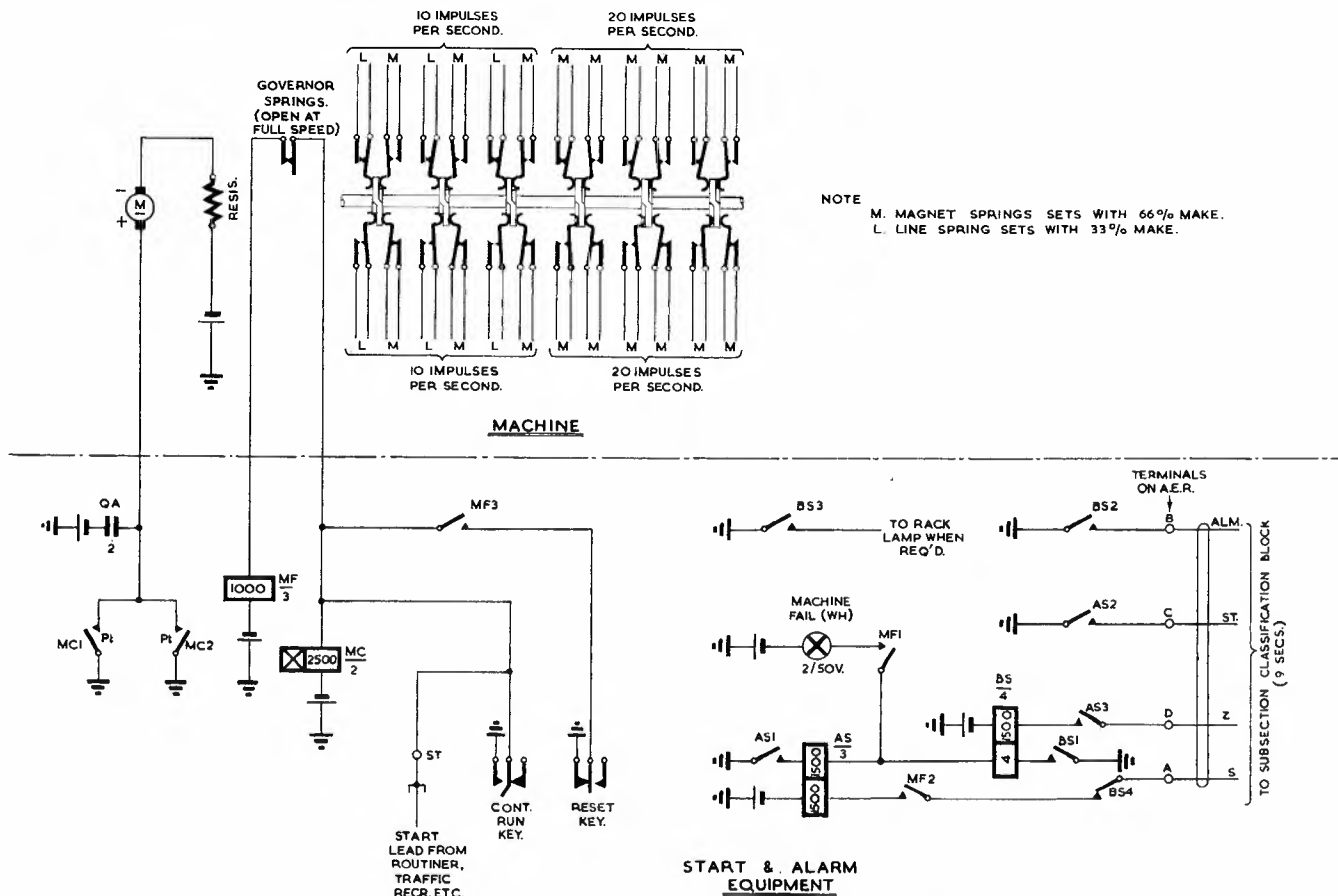 10 IMPULSES
PER SECOND.
20 IMPULSES
PER SECOND.
L M L M L M M M M M M M
GOVERNOR
SPRINGS.
(OPEN AT
FULL SPEED)
-
M
+
RESIS.
NOTE
M. MAGNET SPRINGS SETS WITH 66% MAKE.
L. LINE SPRING SETS WITH 33% MAKE.
L M L M L M M M M M M M
10 IMPULSES
PER SECOND.
20 IMPULSES
PER SECOND.
MACHINE
QA
2
MF3
BS3
TO RACK
LAMP WHEN
REQ'D.
BS2
TERMINALS
ON A.E.R.
B
ALM.
1000
MF
3
MC1
Pt
Pt
MC2
2500
MC
2
MACHINE
FAIL (WH)
2/50V.
MF1
AS2
C
ST.
BS
4
1500
4
AS3
D
Z
AS1
1500
1500
AS
3
BS1
MF2
BS4
A
S
TO SUBSECTION CLASSIFICATION BLOCK
(9 SECS.)
ST
START
LEAD FROM
ROUTINER,
TRAFFIC
RECR. ETC
CONT.
RUN
KEY.
RESET
KEY.
START & ALARM
EQUIPMENT